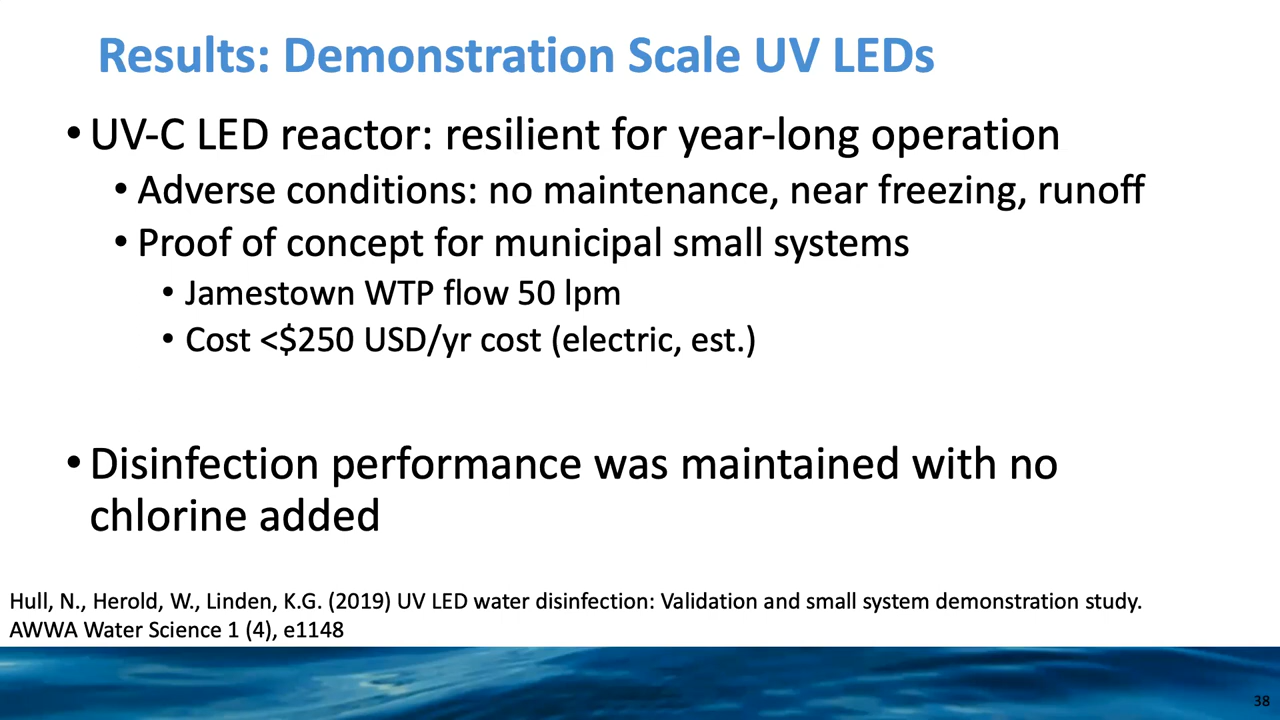 Results: Demonstration Scale UV LEDs
• UV-C LED reactor: resilient for year-long operation
• Adverse conditions: no maintenance, near freezing, runoff
• Proof of concept for municipal small systems
• Jamestown WTP flow 50 lpm
• Cost <$250 USD/yr cost (electric, est.)
• Disinfection performance was maintained with no
chlorine added
Hull, N., Herold, W., Linden, K.G. (2019) UV LED water disinfection: Validation and small system demonstration study.
AWWA Water Science 1 (4), e1148
38